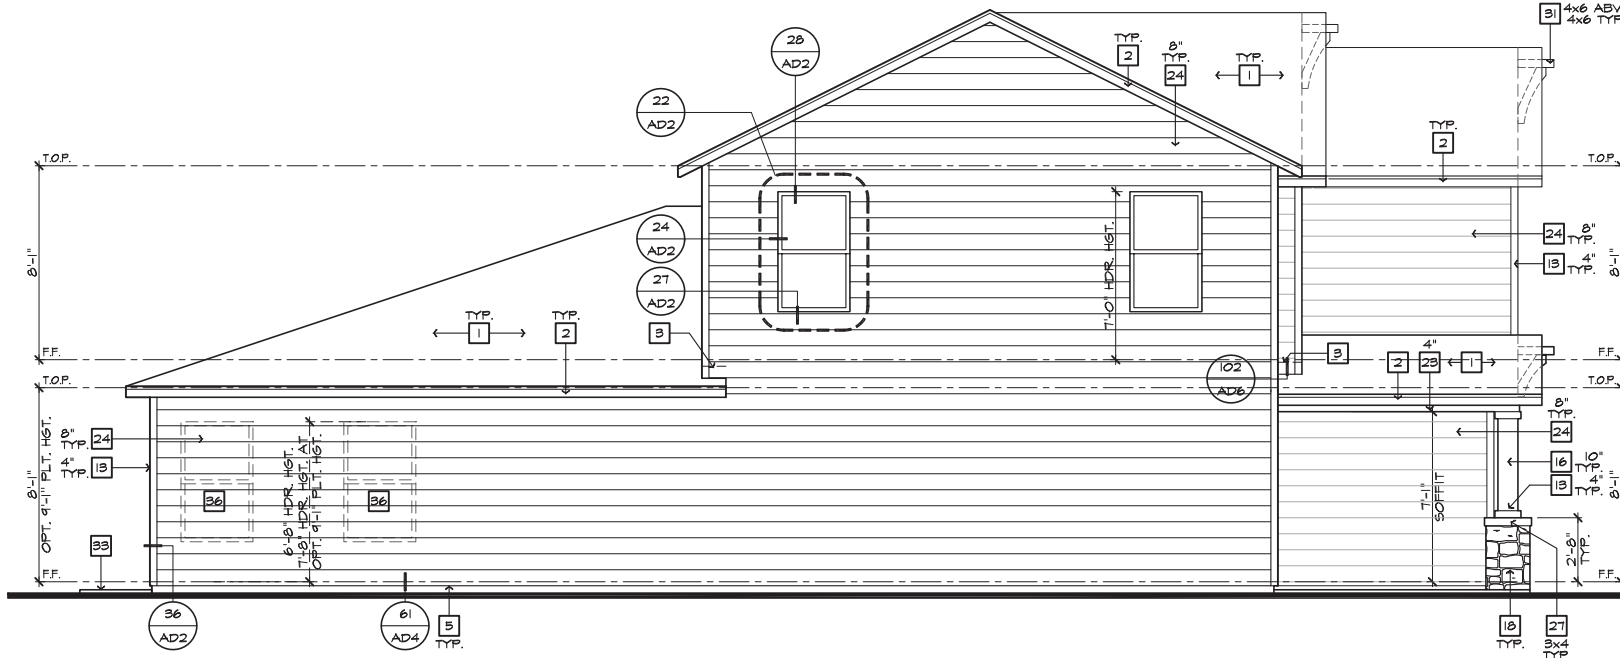 31
4x6 ABV
4x6 TYP
28
AD2
TYP.
2
8"
TYP.
24
TYP.
1
22
AD2
TYP.
2
T.O.P.
T.O.P.
24
AD2
24
8"
TYP.
13
4"
TYP.
8'-1"
8'-1"
7'-0" HDR. HGT.
27
AD2
TYP.
1
TYP.
2
3
F.F.
102
AD6
3
4"
2
23
1
F.F.
T.O.P.
T.O.P.
8'-1"
OPT. 9'-1" PLT. HGT.
8"
TYP.
24
4"
TYP.
13
6'-8" HDR. HGT.
7'-8" HDR. HGT. AT
OPT. 9'-1" PLT. HGT.
36
36
8"
TYP.
24
16
10"
TYP.
13
4"
TYP.
8'-1"
7'-1"
SOFFIT
33
2'-8"
TYP.
F.F.
F.F.
36
AD2
61
AD4
5
TYP.
18
TYP.
27
3x4
TYP